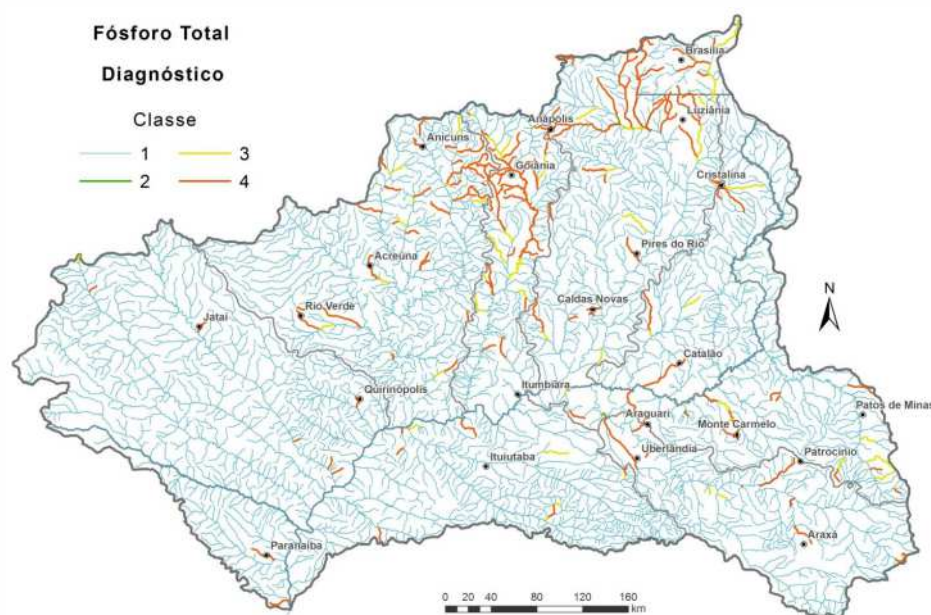 Fósforo Total
Diagnóstico
Classe
1 3
2 4
Brasília
Luziânia
Anápolis
Anicuns
Goiânia
Cristalina
Pires do Rio
Acreúna
Rio Verde
Caldas Novas
Jataí
N
Catalão
Quirinópolis
Itumbiara
Araguari
Patos de Minas
Monte Carmelo
Uberlândia
Patrocínio
Ituiutaba
Araxá
Paranaíba
0 20 40 80 120 160
km